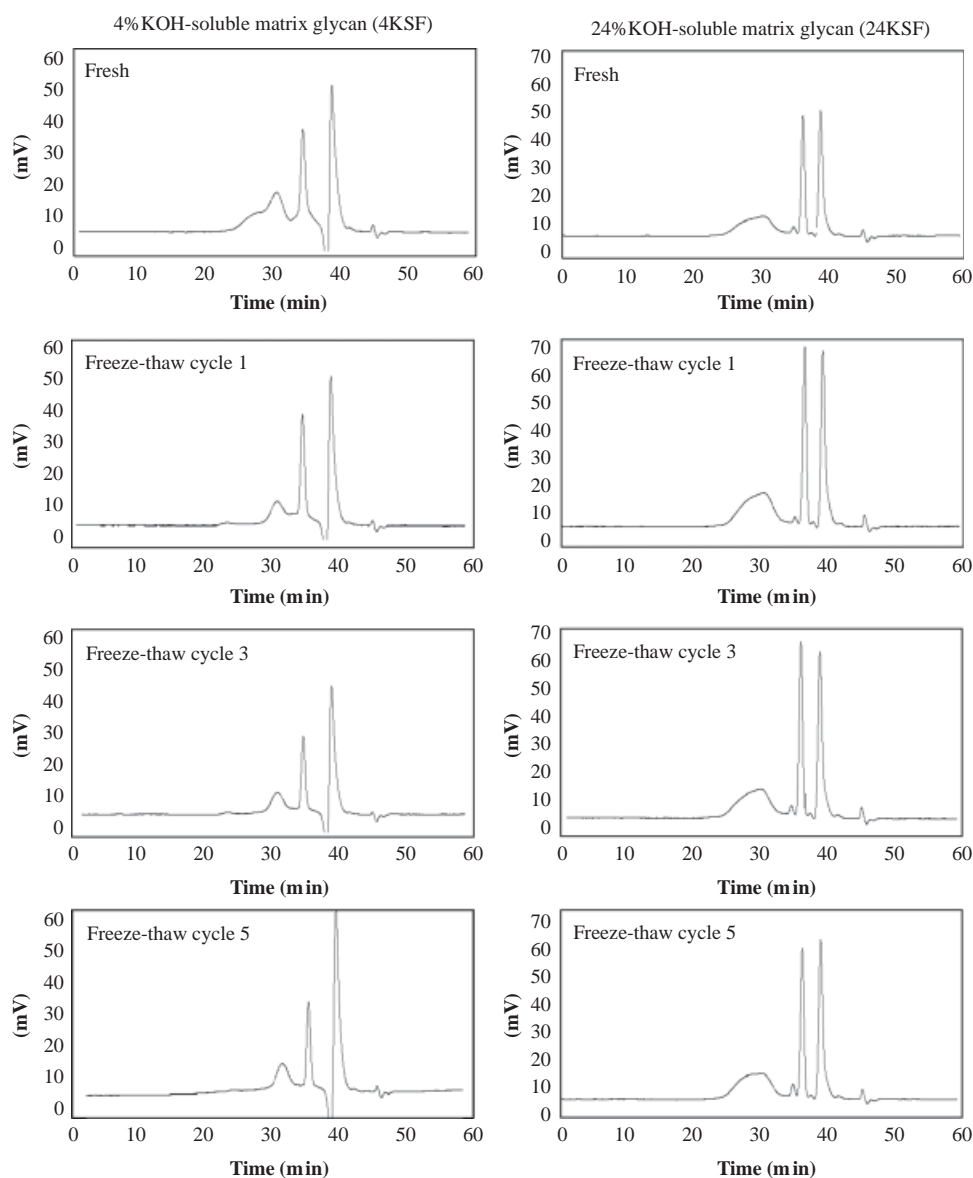 4%KOH-soluble matrix glycan (4KSF)
60
50
40
30
20
10
0
(mV)
Fresh
0 10 20 30 40 50 60
Time (min)
24%KOH-soluble matrix glycan (24KSF)
70
60
50
40
30
20
10
0
(mV)
Fresh
0 10 20 30 40 50 60
Time (min)
60
50
40
30
20
10
0
(mV)
Freeze-thaw cycle 1
0 10 20 30 40 50 60
Time (min)
70
60
50
40
30
20
10
0
(mV)
Freeze-thaw cycle 1
0 10 20 30 40 50 60
Time (min)
60
50
40
30
20
10
0
(mV)
Freeze-thaw cycle 3
0 10 20 30 40 50 60
Time (min)
70
60
50
40
30
20
10
0
(mV)
Freeze-thaw cycle 3
0 10 20 30 40 50 60
Time (min)
60
50
40
30
20
10
0
(mV)
Freeze-thaw cycle 5
0 10 20 30 40 50 60
Time (min)
70
60
50
40
30
20
10
0
(mV)
Freeze-thaw cycle 5
0 10 20 30 40 50 60
Time (min)